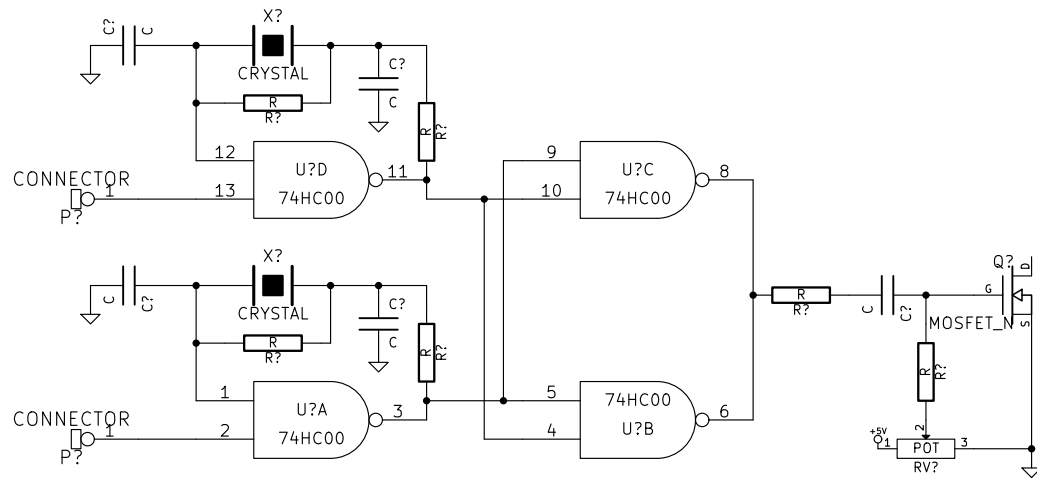 C?
C
X?
CRYSTAL
R
R?
C?
C
R
R?
12
13
U?D
74HC00
11
CONNECTOR
1
P?
9
10
U?C
74HC00
8
C
C?
X?
CRYSTAL
R
R?
C?
C
R
R?
1
2
U?A
74HC00
3
CONNECTOR
1
P?
5
4
74HC00
U?B
6
R
R?
C
C?
Q?
D
G
S
MOSFET_N
R
R?
+5V
1
2
3
POT
RV?